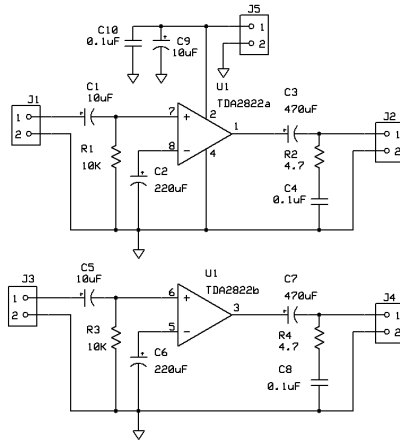 J5
C10
0.1uF
C9
10uF
1
2
U1
TDA2822a
J1
C1
10uF
C3
470uF
J2
1
2
7
+
2
1
1
2
8
-
4
R1
10K
C2
220uF
R2
4.7
C4
0.1uF
J3
C5
10uF
U1
TDA2822b
C7
470uF
J4
1
2
6
+
3
1
2
5
-
R3
10K
C6
220uF
R4
4.7
C8
0.1uF